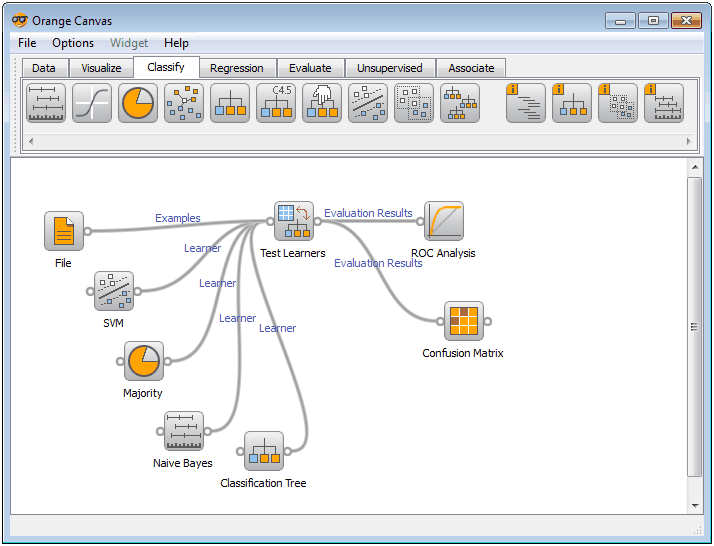 Orange Canvas
File Options Widget Help
Data Visualize Classify Regression Evaluate Unsupervised Associate
C4.5
i i i i
Examples
Evaluation Results
File
Test Learners
ROC Analysis
Learner
Evaluation Results
Learner
SVM
Learner
Learner
Confusion Matrix
Majority
Naive Bayes
Classification Tree